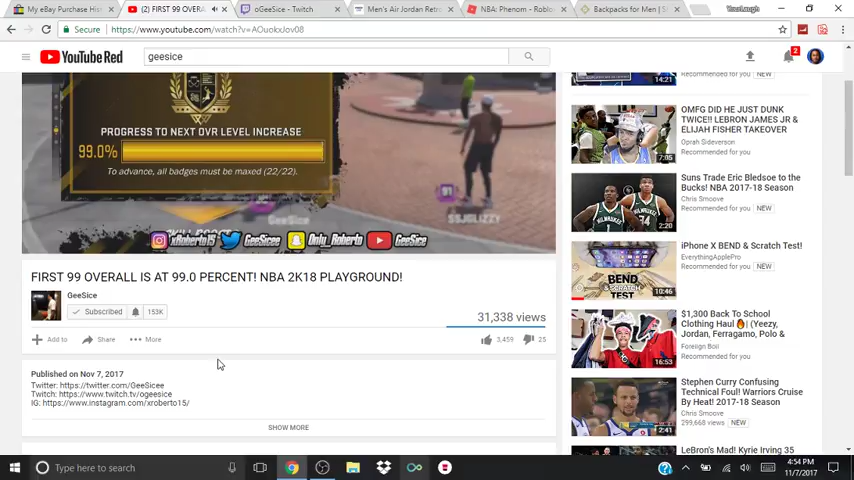 My eBay Purchase His
(2) FIRST 99 OVERAL
oGeeSice - Twitch
Men's Air Jordan Retro
NBA: Phenom - Roblo
Backpacks for Men | S
Secure
https://www.youtube.com/watch?v=
YouTube Red
geesice
2
PROGRESS TO NEXT OVR LEVEL INCREASE
99.0%
To advance, all badges must be maxed (22/22)
GeeSice
91
SSJGLIZZY
xRoberto15
GeeSicee
Only_Roberto
GeeSice
FIRST 99 OVERALL IS AT 99.0 PERCENT! NBA 2K18 PLAYGROUND!
GeeSice
Subscribed
153K
31,338 views
Add to
Share
More
3,459
25
Published on Nov 7, 2017
Twitter: https://twitter.com/GeeSicee
Twitch: https://www.twitch.tv/ogeesice
IG: https://www.instagram.com/xroberto15/
SHOW MORE
14:21
Recommended for you
NEW
OMFG DID HE JUST DUNK
TWICE!! LEBRON JAMES JR &
ELIJAH FISHER TAKEOVER
Oprah Sideverson
Recommended for you
7:05
Suns Trade Eric Bledsoe to the
Bucks! NBA 2017-18 Season
Chris Smoove
Recommended for you
NEW
2:20
iPhone X BEND & Scratch Test!
EverythingApplePro
Recommended for you
NEW
BEND
& SCRATCH
TEST
10:46
$1,300 Back To School
Clothing Haul🔥| (Yeezy,
Jordan, Ferragamo, Polo &
Foreiign Boii
Recommended for you
16:53
Stephen Curry Confusing
Technical Foul! Warriors Cruise
By Heat! 2017-18 Season
Chris Smoove
299,668 views
NEW
2:41
LeBron's Mad! Kyrie Irving 35
Type here to search
4:54 PM
11/7/2017